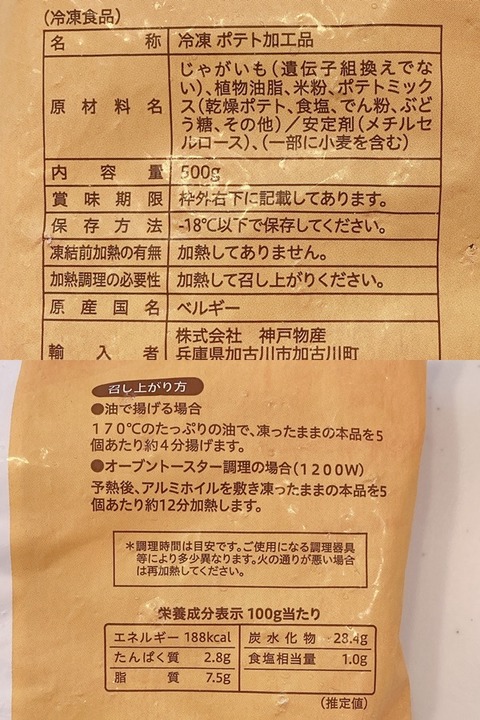 (冷凍食品)
名称 冷凍 ポテト加工品
原材料名 じゃがいも(遺伝子組換えでな
い)、植物油脂、米粉、ポテトミック
ス(乾燥ポテト、食塩、でん粉、ぶど
う糖、その他)／安定剤(メチルセ
ルロース)、(一部に小麦を含む)
内容量 500g
賞味期限 枠外右下に記載してあります。
保存方法 -18℃以下で保存してください。
凍結前加熱の有無 加熱してありません。
加熱調理の必要性 加熱して召し上がりください。
原産国名 ベルギー
輸入者 株式会社 神戸物産
兵庫県加古川市加古川町
召し上がり方
●油で揚げる場合
170℃のたっぷりの油で、凍ったままの本品を5
個あたり約4分揚げます。
●オーブントースター調理の場合(1200W)
予熱後、アルミホイルを敷き凍ったままの本品を5
個あたり約12分加熱します。
*調理時間は目安です。ご使用になる調理器具
等により多少異なります。火の通りが悪い場合
は再加熱してください。
栄養成分表示 100g当たり
エネルギー 188kcal 炭水化物 28.4g
たんぱく質 2.8g 食塩相当量 1.0g
脂質 7.5g
(推定値)